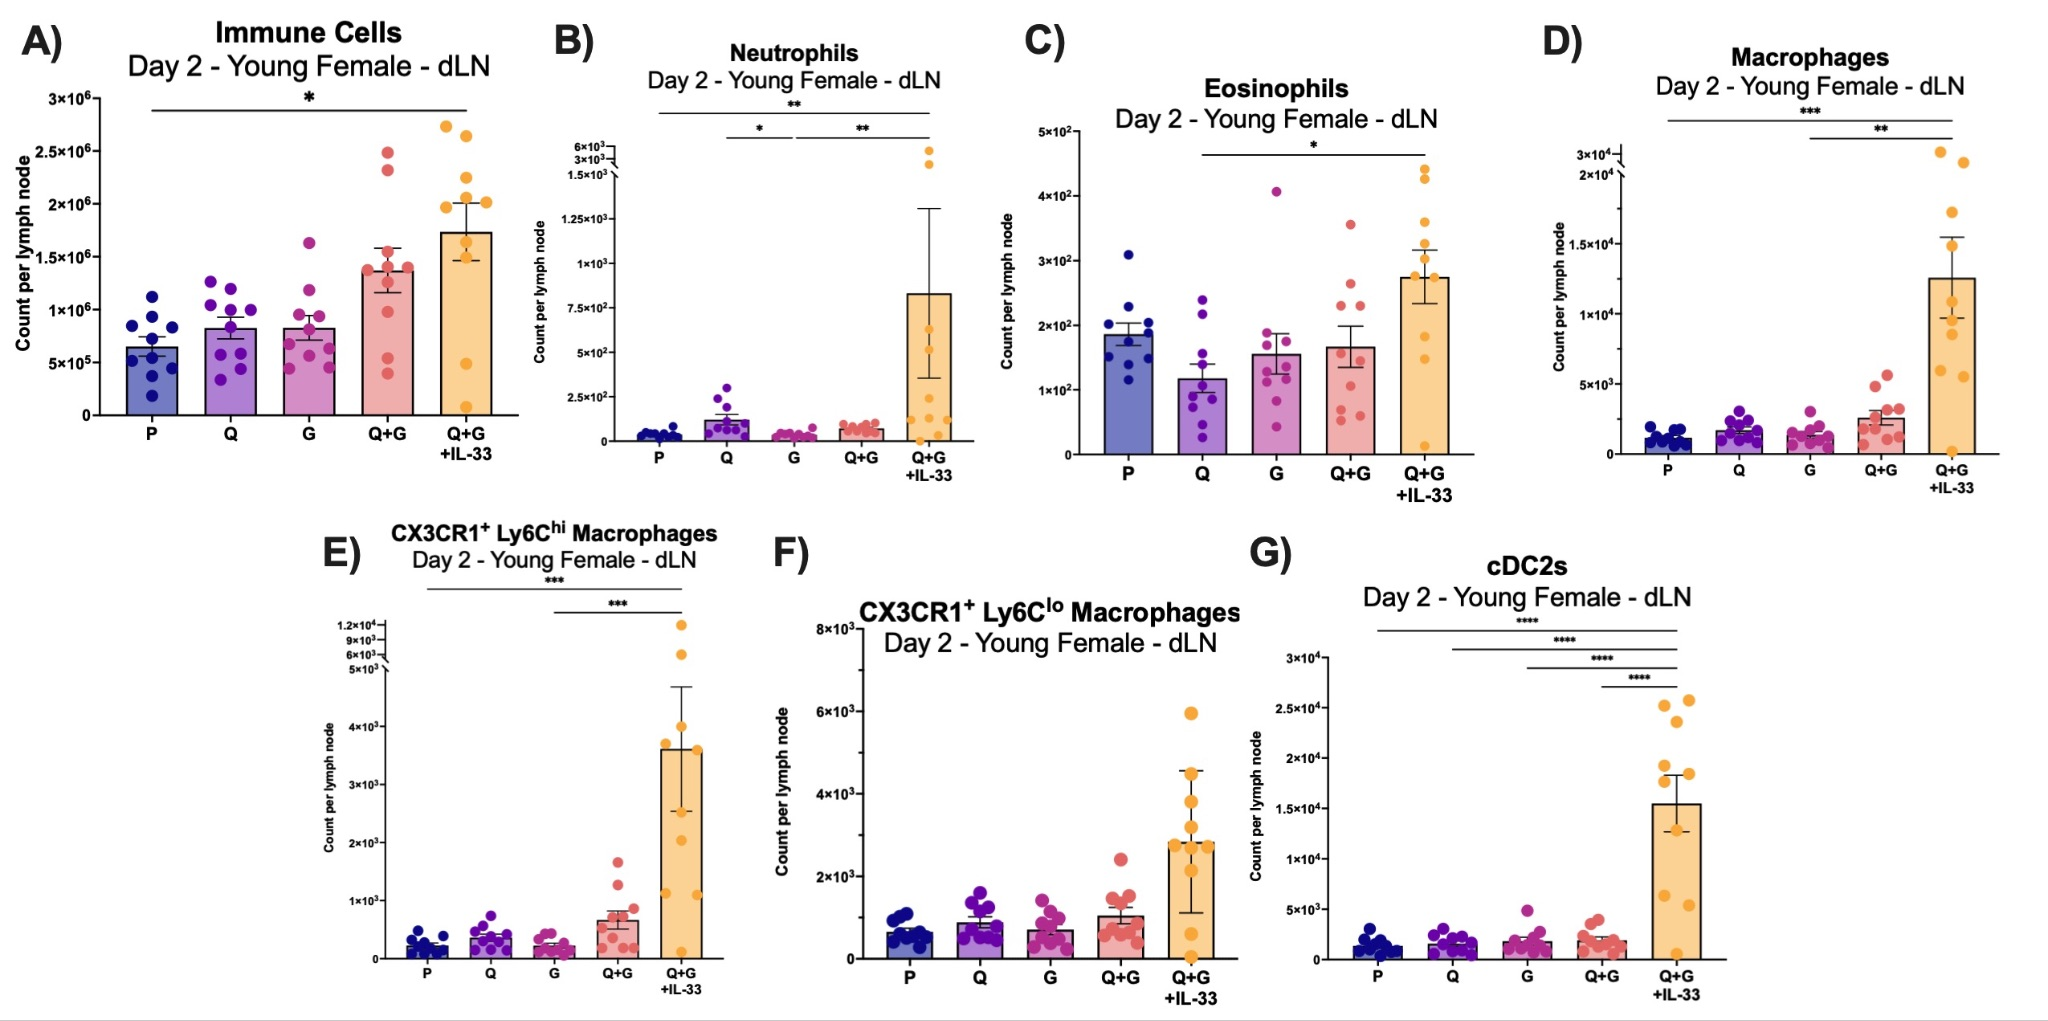 A)
Immune Cells
Day 2 - Young Female - dLN
*
Count per lymph node
3×10⁶
2.5×10⁶
2×10⁶
1.5×10⁶
1×10⁶
5×10⁵
0
P Q G Q+G Q+G
+IL-33
B)
Neutrophils
Day 2 - Young Female - dLN
**
* **
Count per lymph node
6×10³
3×10³
1.5×10³
1.25×10³
1×10³
7.5×10²
5×10²
2.5×10²
0
P Q G Q+G Q+G
+IL-33
C)
Eosinophils
Day 2 - Young Female - dLN
*
Count per lymph node
5×10²
4×10²
3×10²
2×10²
1×10²
0
P Q G Q+G Q+G
+IL-33
D)
Macrophages
Day 2 - Young Female - dLN
***
**
Count per lymph node
3×10⁴
2×10⁴
1.5×10⁴
1×10⁴
5×10³
0
P Q G Q+G Q+G
+IL-33
E)
CX3CR1⁺ Ly6Cʰⁱ Macrophages
Day 2 - Young Female - dLN
***
***
Count per lymph node
1.2×10⁴
9×10³
6×10³
5×10³
4×10³
3×10³
2×10³
1×10³
0
P Q G Q+G Q+G
+IL-33
F)
CX3CR1⁺ Ly6Cˡᵒ Macrophages
Day 2 - Young Female - dLN
Count per lymph node
8×10³
6×10³
4×10³
2×10³
0
P Q G Q+G Q+G
+IL-33
G)
cDC2s
Day 2 - Young Female - dLN
****
****
****
****
Count per lymph node
3×10⁴
2.5×10⁴
2×10⁴
1.5×10⁴
1×10⁴
5×10³
0
P Q G Q+G Q+G
+IL-33